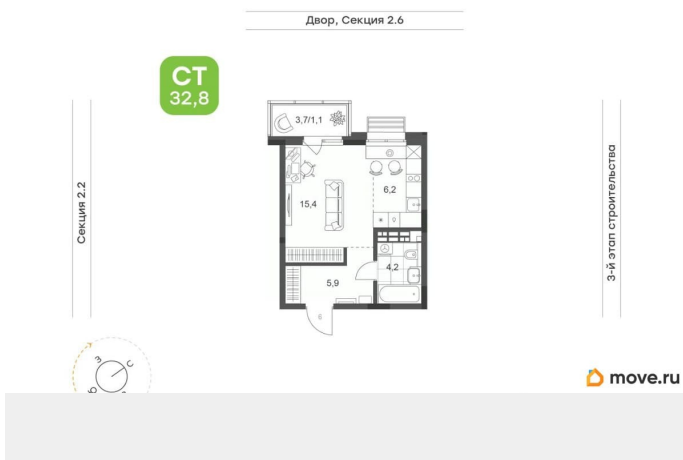 Двор, Секция 2.6
СТ
32,8
3,7/1,1
6,2
15,4
4,2
5,9
Секция 2.2
3-й этап строительства
З
С
move.ru